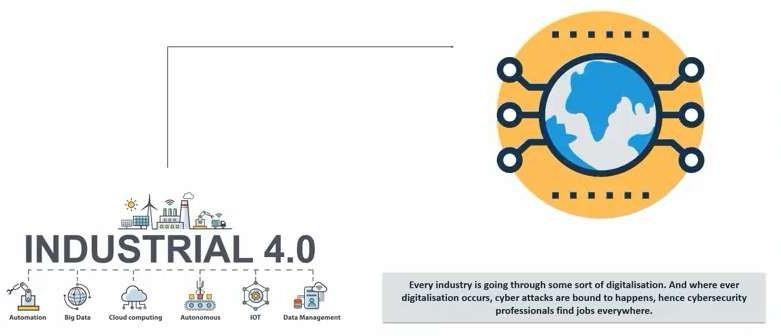 INDUSTRIAL 4.0
Automation Big Data Cloud computing Autonomous IOT Data Management
Every industry is going through some sort of digitalisation. And where ever
digitalisation occurs, cyber attacks are bound to happens, hence cybersecurity
professionals find jobs everywhere.